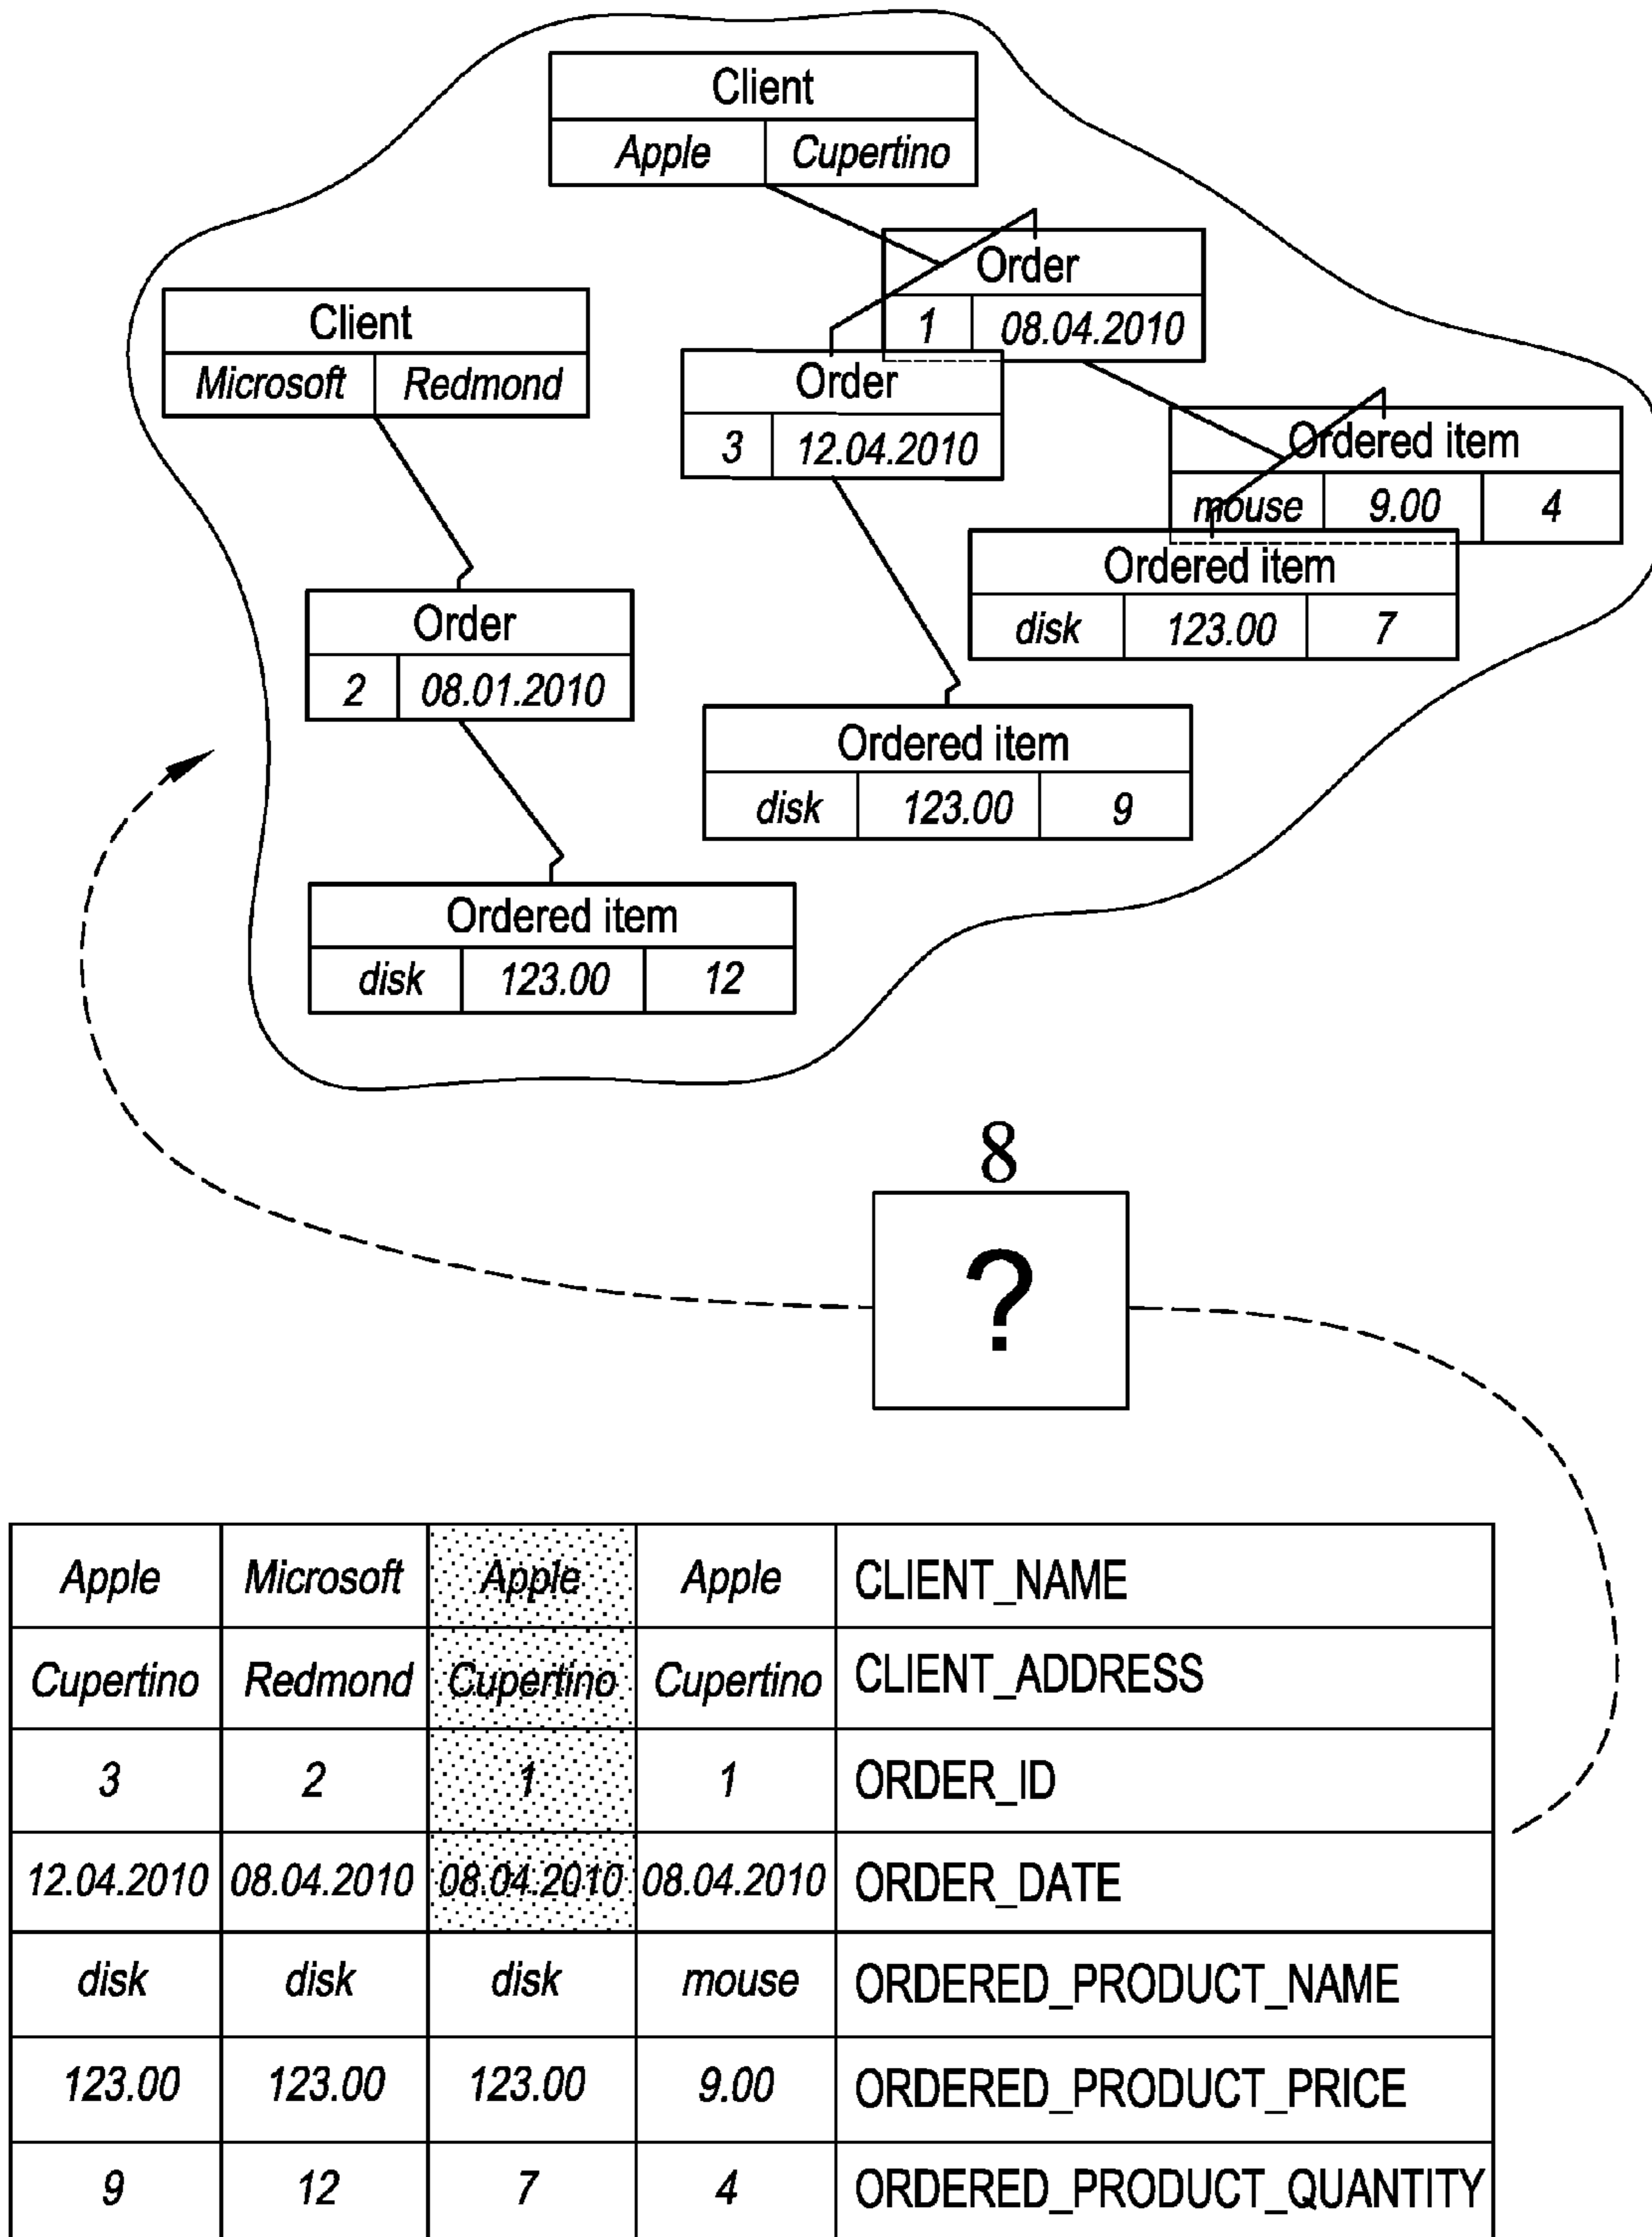 Client
Apple Cupertino
Order
1 08.04.2010
Client
Microsoft Redmond
Order
3 12.04.2010
Ordered item
mouse 9.00 4
Ordered item
disk 123.00 7
Order
2 08.01.2010
Ordered item
disk 123.00 9
Ordered item
disk 123.00 12
8
?
Apple Microsoft Apple Apple CLIENT_NAME
Cupertino Redmond Cupertino Cupertino CLIENT_ADDRESS
3 2 1 1 ORDER_ID
12.04.2010 08.04.2010 08.04.2010 08.04.2010 ORDER_DATE
disk disk disk mouse ORDERED_PRODUCT_NAME
123.00 123.00 123.00 9.00 ORDERED_PRODUCT_PRICE
9 12 7 4 ORDERED_PRODUCT_QUANTITY